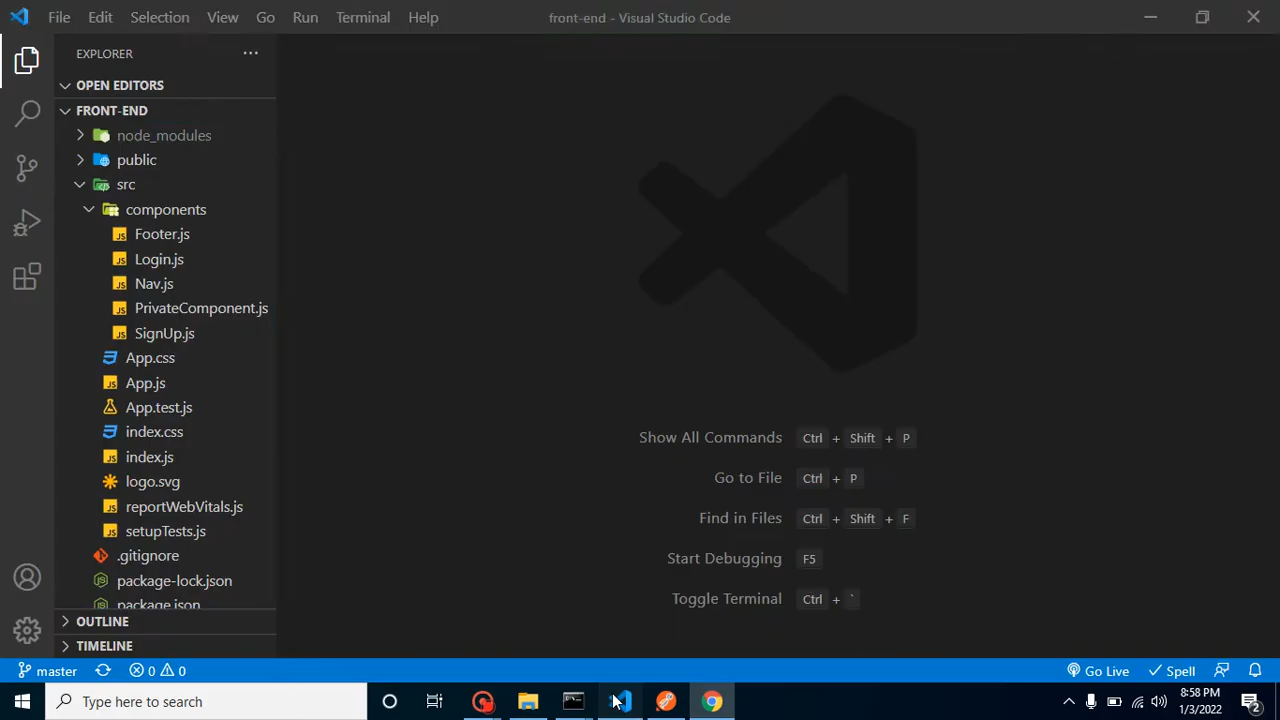 File Edit Selection View Go Run Terminal Help front-end - Visual Studio Code
EXPLORER
OPEN EDITORS
FRONT-END
node_modules
public
src
components
Footer.js
Login.js
Nav.js
PrivateComponent.js
SignUp.js
App.css
App.js
App.test.js
index.css
index.js
logo.svg
reportWebVitals.js
setupTests.js
.gitignore
package-lock.json
package.json
OUTLINE
TIMELINE
Show All Commands Ctrl + Shift + P
Go to File Ctrl + P
Find in Files Ctrl + Shift + F
Start Debugging F5
Toggle Terminal Ctrl + `
master 0 0 Go Live Spell
Type here to search
8:58 PM
1/3/2022
2